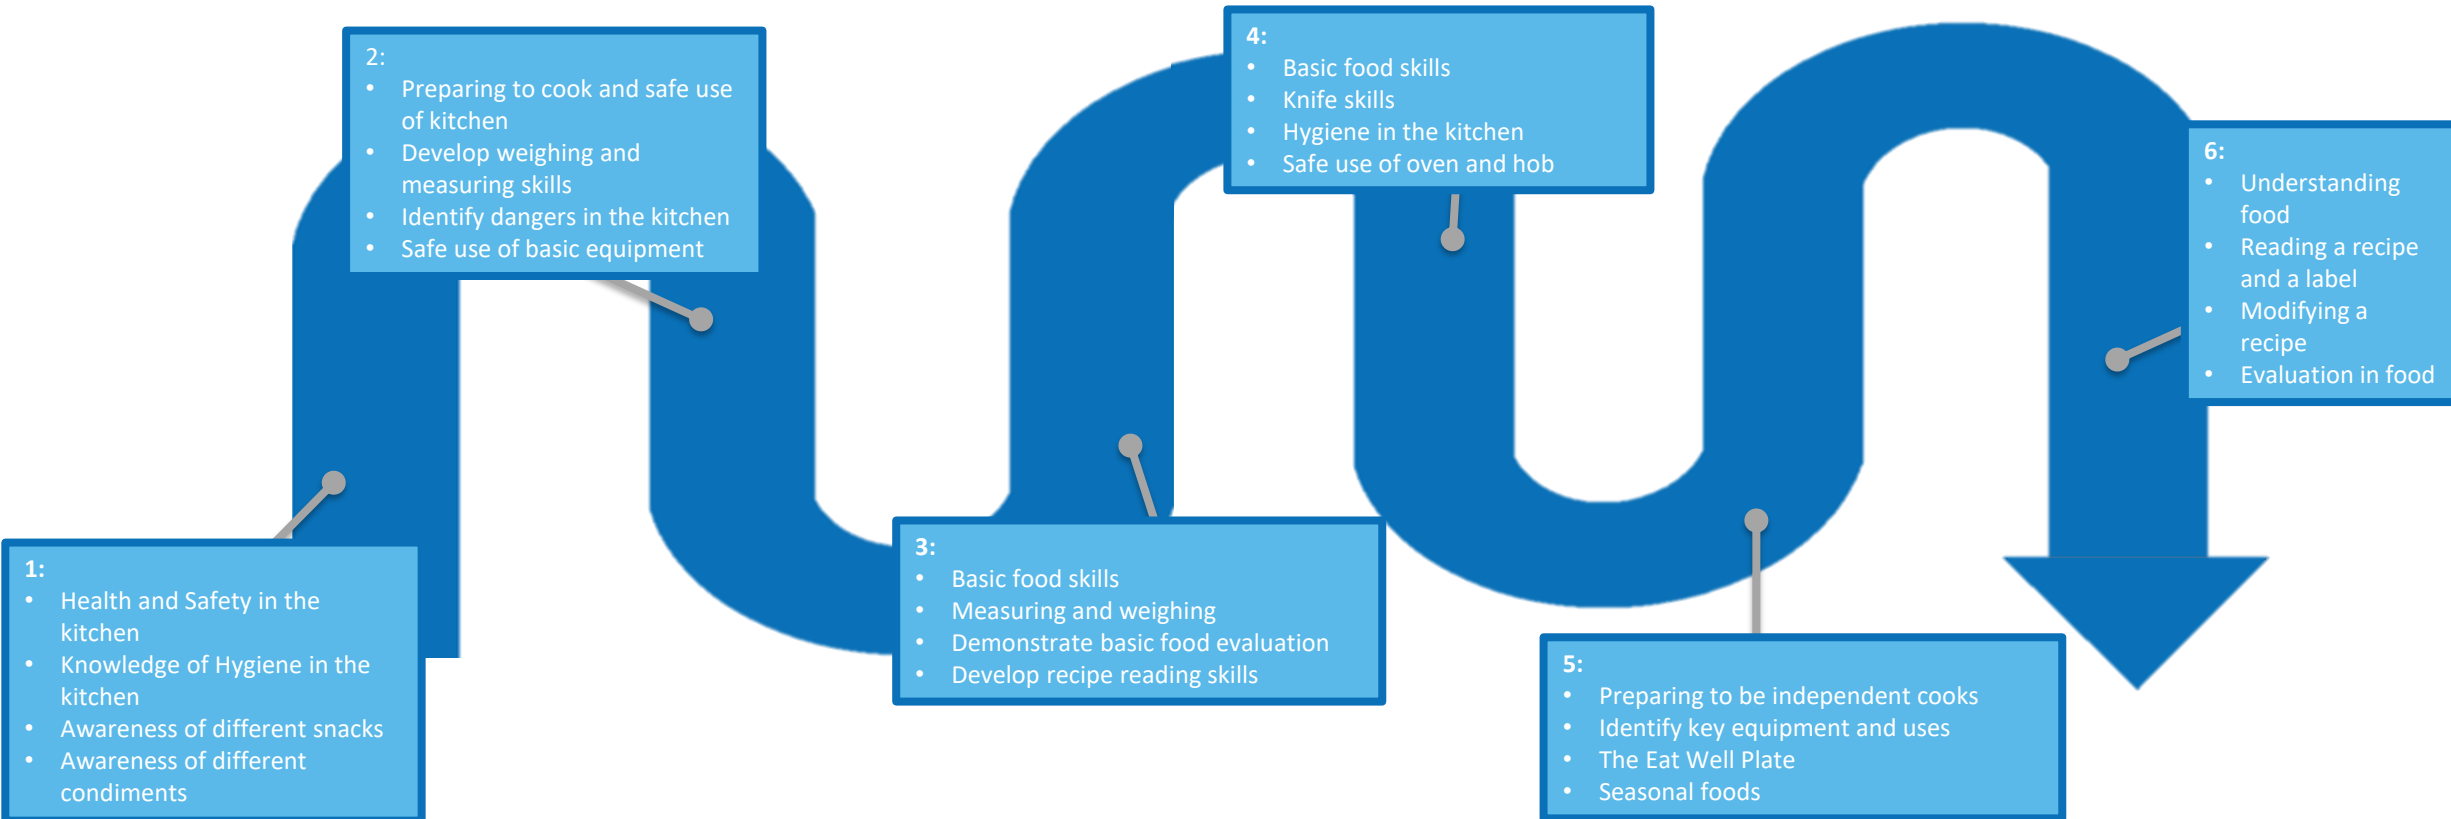 1:
• Health and Safety in the
kitchen
• Knowledge of Hygiene in the
kitchen
• Awareness of different snacks
• Awareness of different
condiments
2:
• Preparing to cook and safe use
of kitchen
• Develop weighing and
measuring skills
• Identify dangers in the kitchen
• Safe use of basic equipment
3:
• Basic food skills
• Measuring and weighing
• Demonstrate basic food evaluation
• Develop recipe reading skills
4:
• Basic food skills
• Knife skills
• Hygiene in the kitchen
• Safe use of oven and hob
5:
• Preparing to be independent cooks
• Identify key equipment and uses
• The Eat Well Plate
• Seasonal foods
6:
• Understanding
food
• Reading a recipe
and a label
• Modifying a
recipe
• Evaluation in food